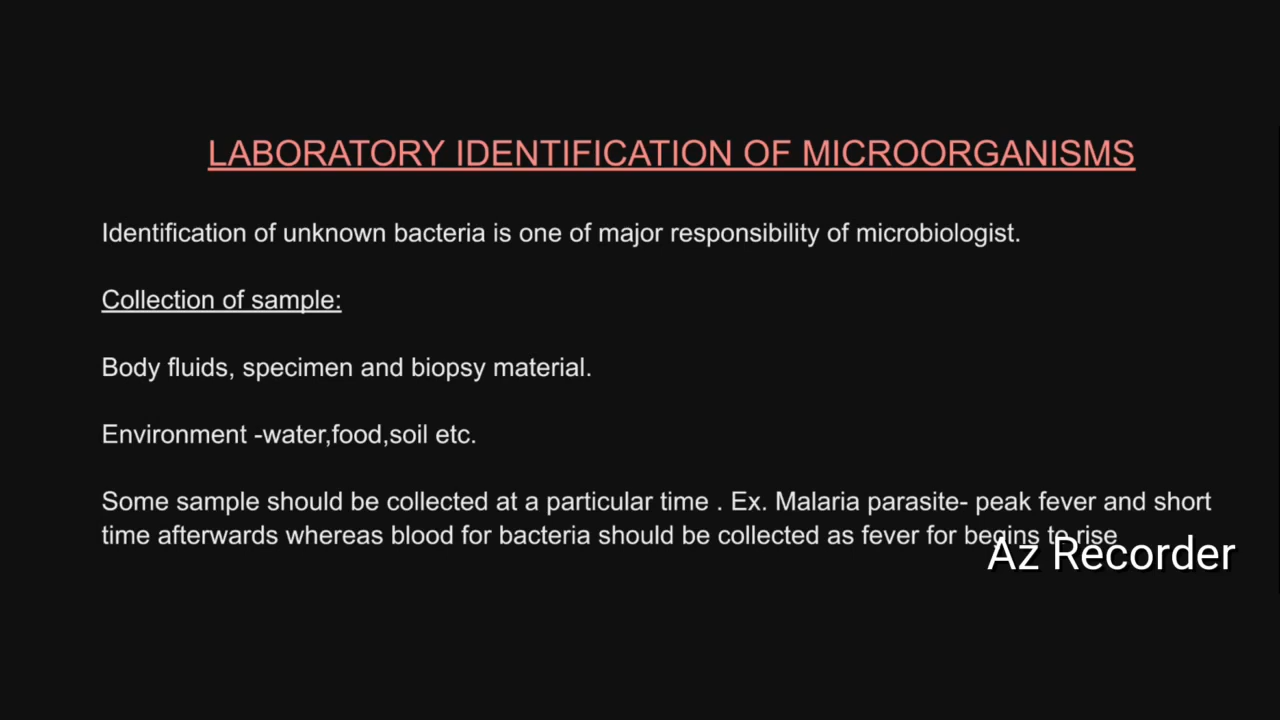 LABORATORY IDENTIFICATION OF MICROORGANISMS
Identification of unknown bacteria is one of major responsibility of microbiologist.
Collection of sample:
Body fluids, specimen and biopsy material.
Environment -water,food,soil etc.
Some sample should be collected at a particular time . Ex. Malaria parasite- peak fever and short
time afterwards whereas blood for bacteria should be collected as fever for begins to rise
Az Recorder